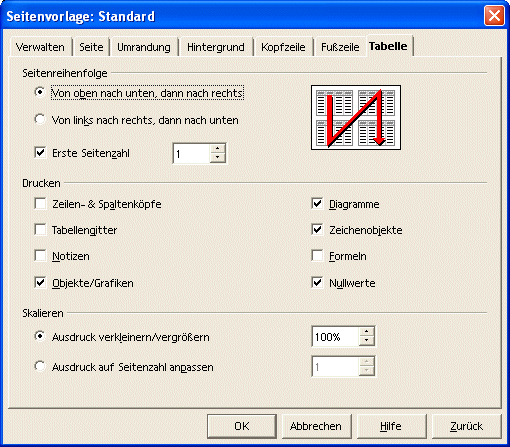 Seitenvorlage: Standard
Verwalten Seite Umrandung Hintergrund Kopfzeile Fußzeile Tabelle
Seitenreihenfolge
Von oben nach unten, dann nach rechts
Von links nach rechts, dann nach unten
Erste Seitenzahl 1
Drucken
Zeilen- & Spaltenköpfe Diagramme
Tabellengitter Zeichenobjekte
Notizen Formeln
Objekte/Grafiken Nullwerte
Skalieren
Ausdruck verkleinern/vergrößern 100%
Ausdruck auf Seitenzahl anpassen 1
OK Abbrechen Hilfe Zurück